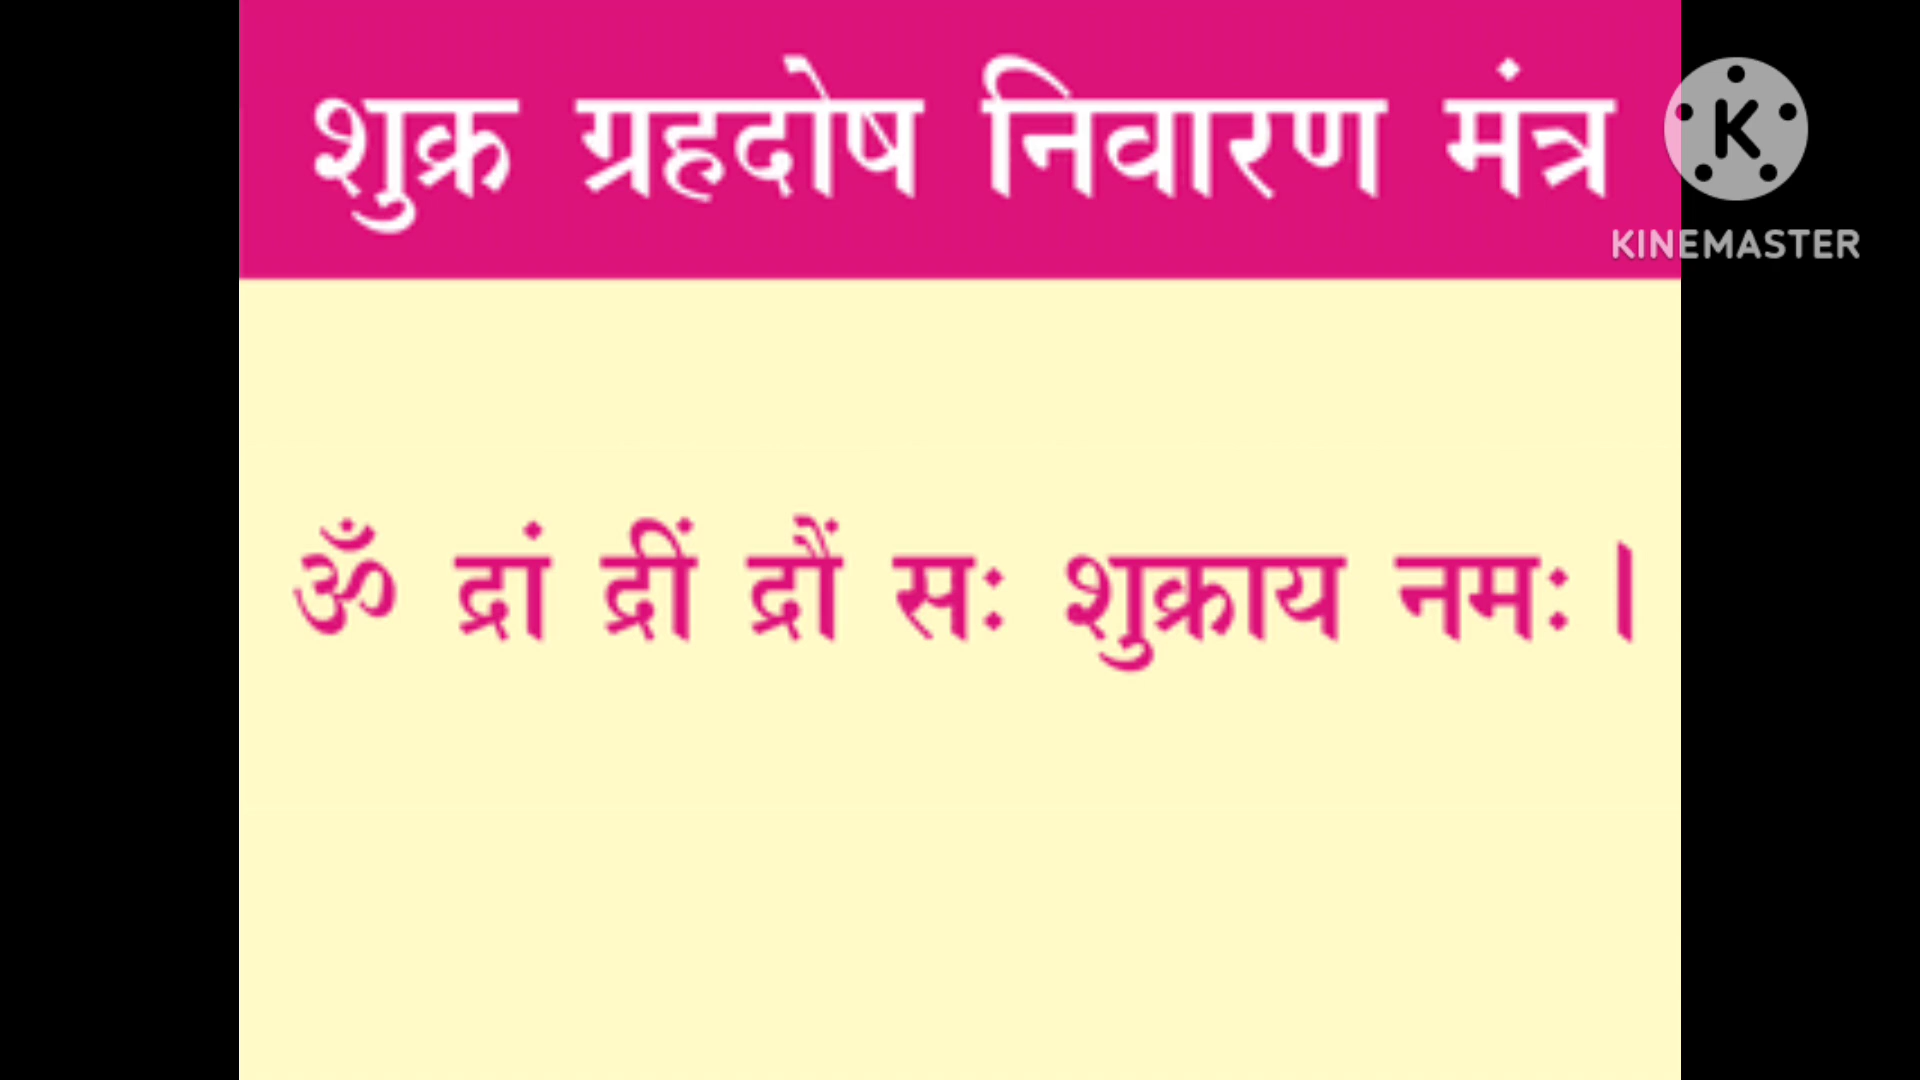 शुक्र ग्रहदोष निवारण मंत्र
K
KINEMASTER
ॐ द्रां द्रीं द्रौं सः शुक्राय नमः ।